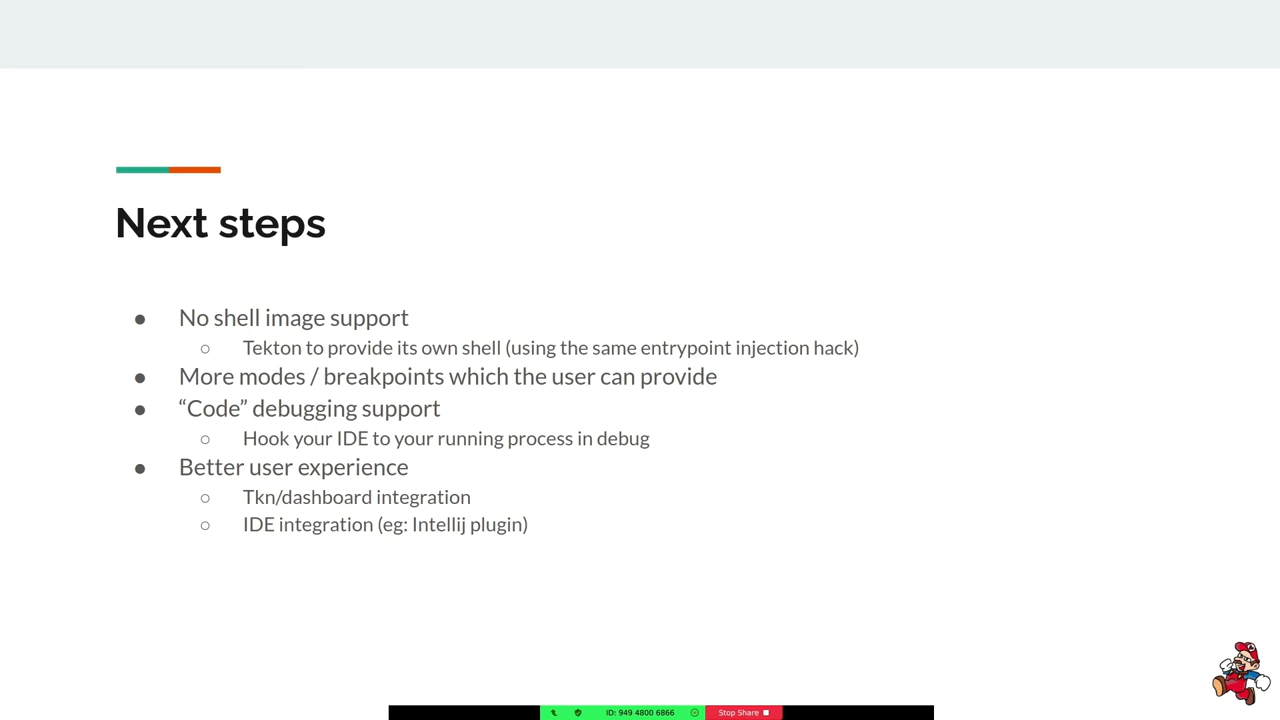 Next steps
● No shell image support
○ Tekton to provide its own shell (using the same entrypoint injection hack)
● More modes / breakpoints which the user can provide
● “Code” debugging support
○ Hook your IDE to your running process in debug
● Better user experience
○ Tkn/dashboard integration
○ IDE integration (eg: Intellij plugin)
ID: 949 4800 6866 Stop Share